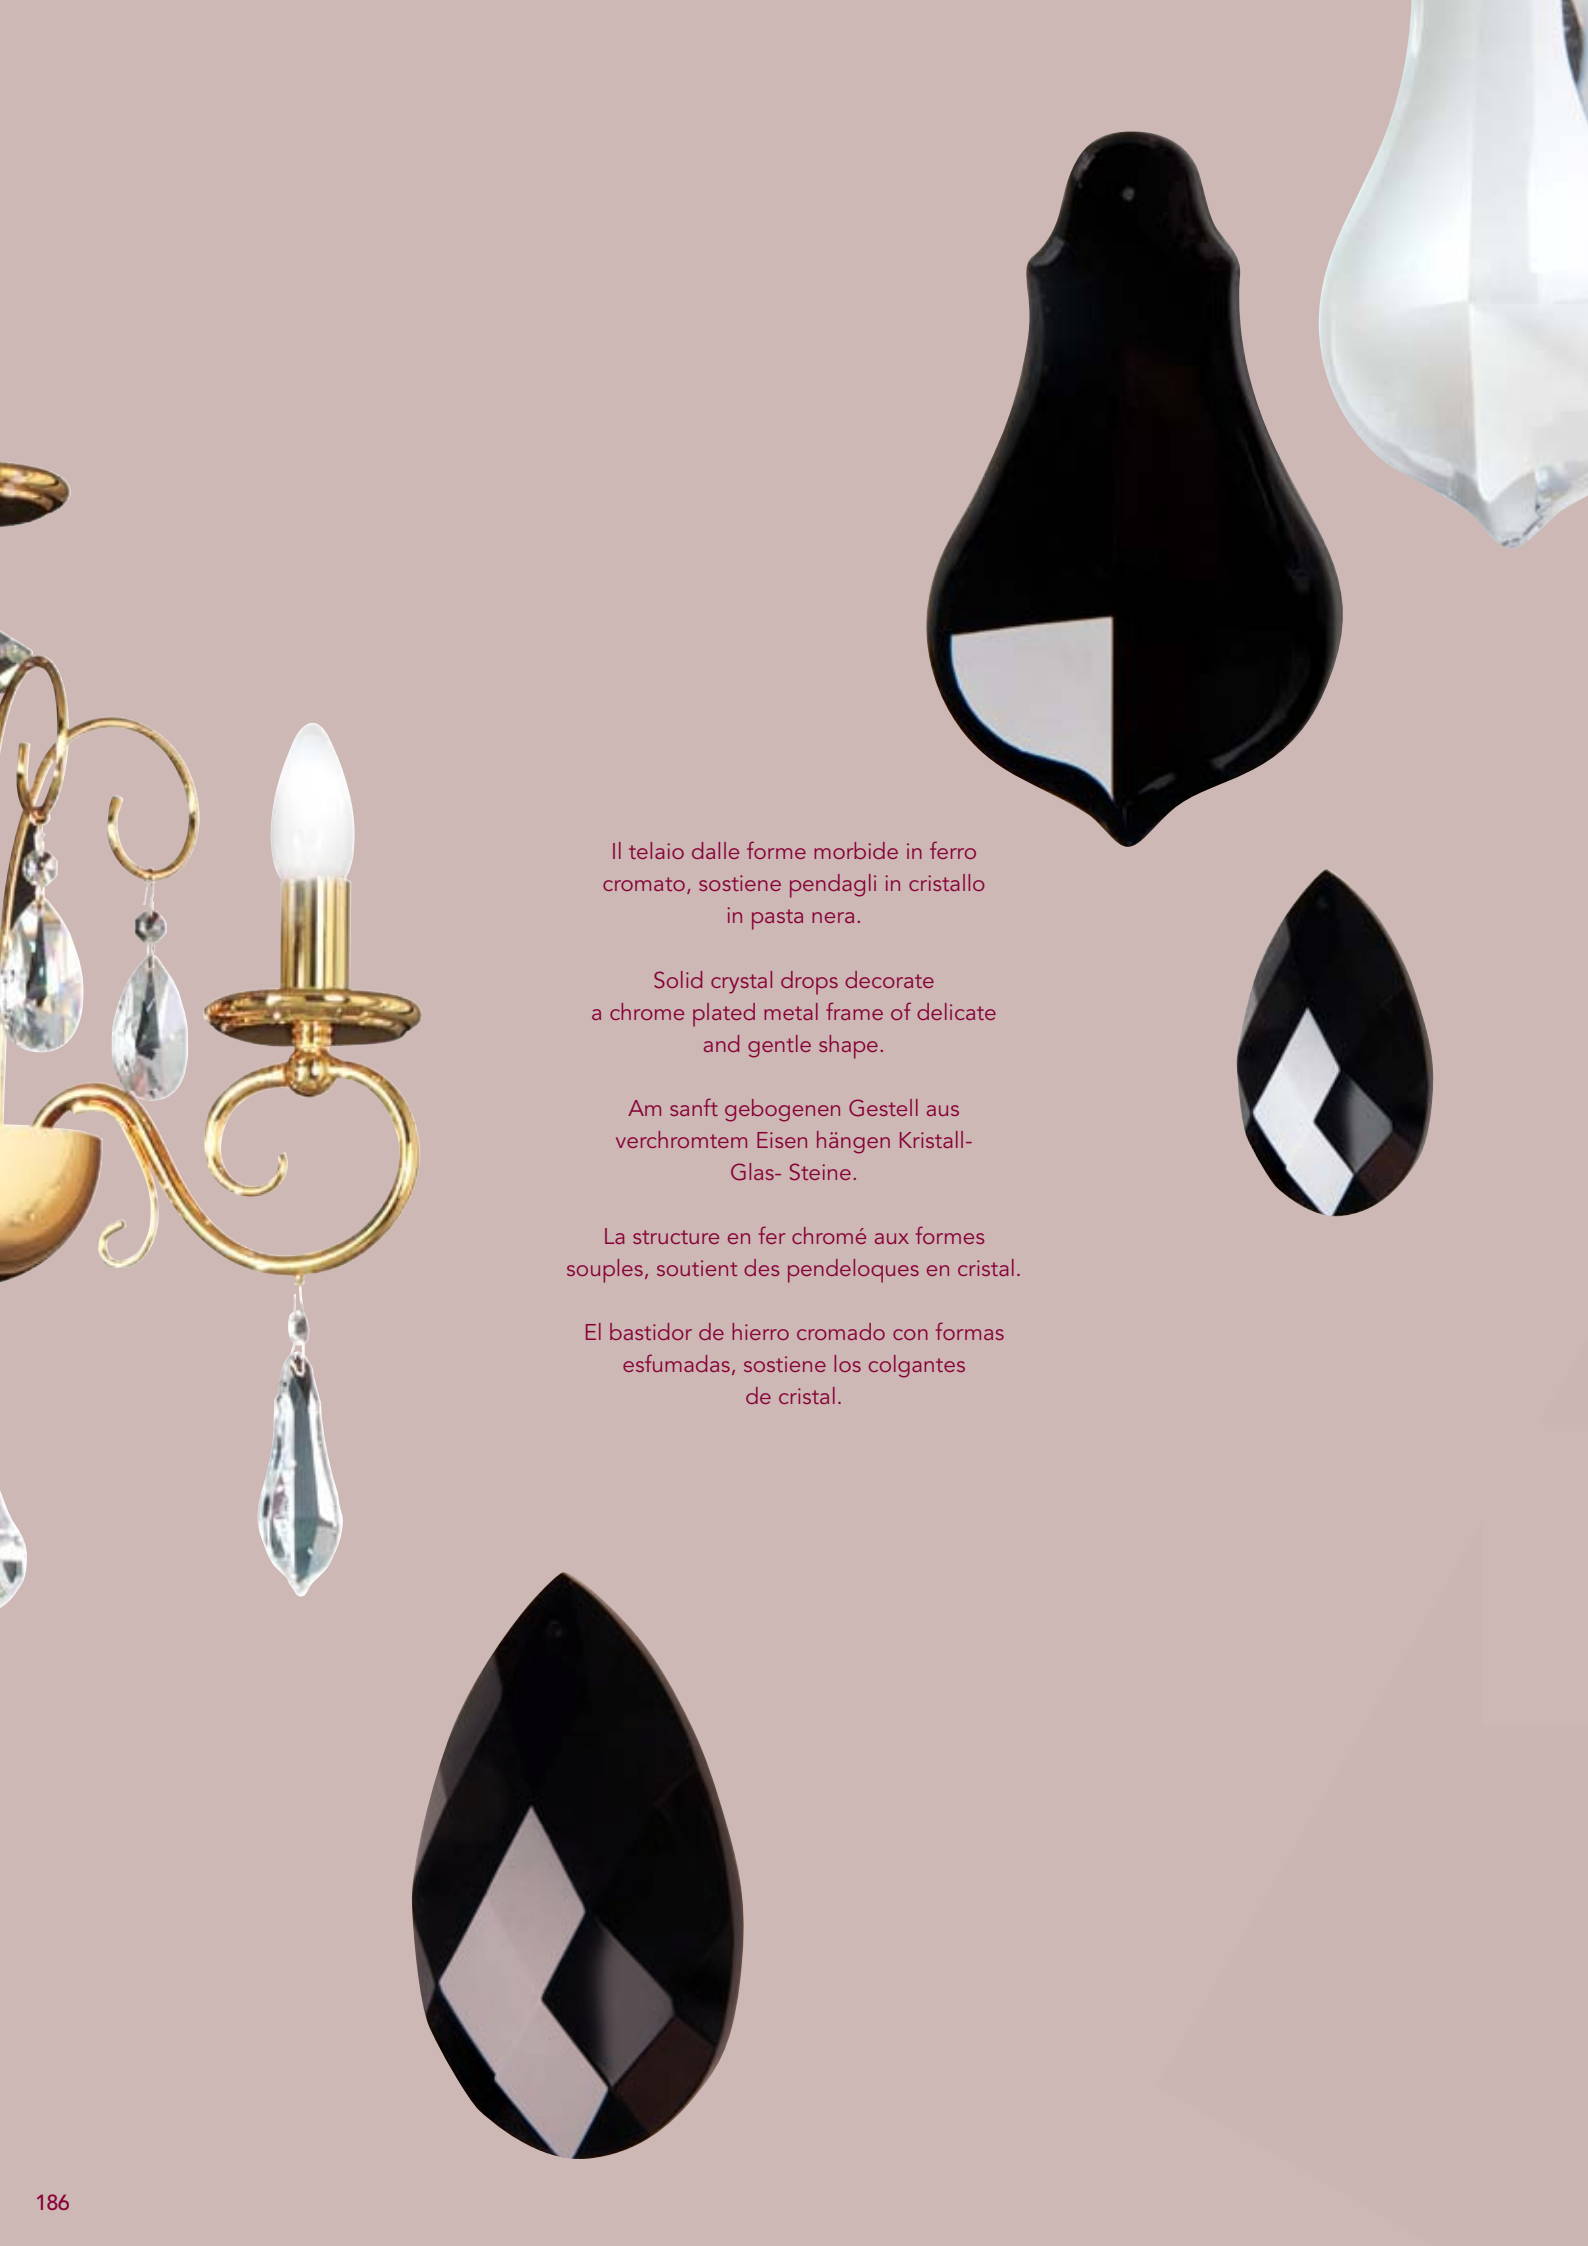 Il telaio dalle forme morbide in ferro
cromato, sostiene pendagli in cristallo
in pasta nera.
Solid crystal drops decorate
a chrome plated metal frame of delicate
and gentle shape.
Am sanft gebogenen Gestell aus
verchromtem Eisen hängen Kristall-
Glas- Steine.
La structure en fer chromé aux formes
souples, soutient des pendeloques en cristal.
El bastidor de hierro cromado con formas
esfumadas, sostiene los colgantes
de cristal.
186